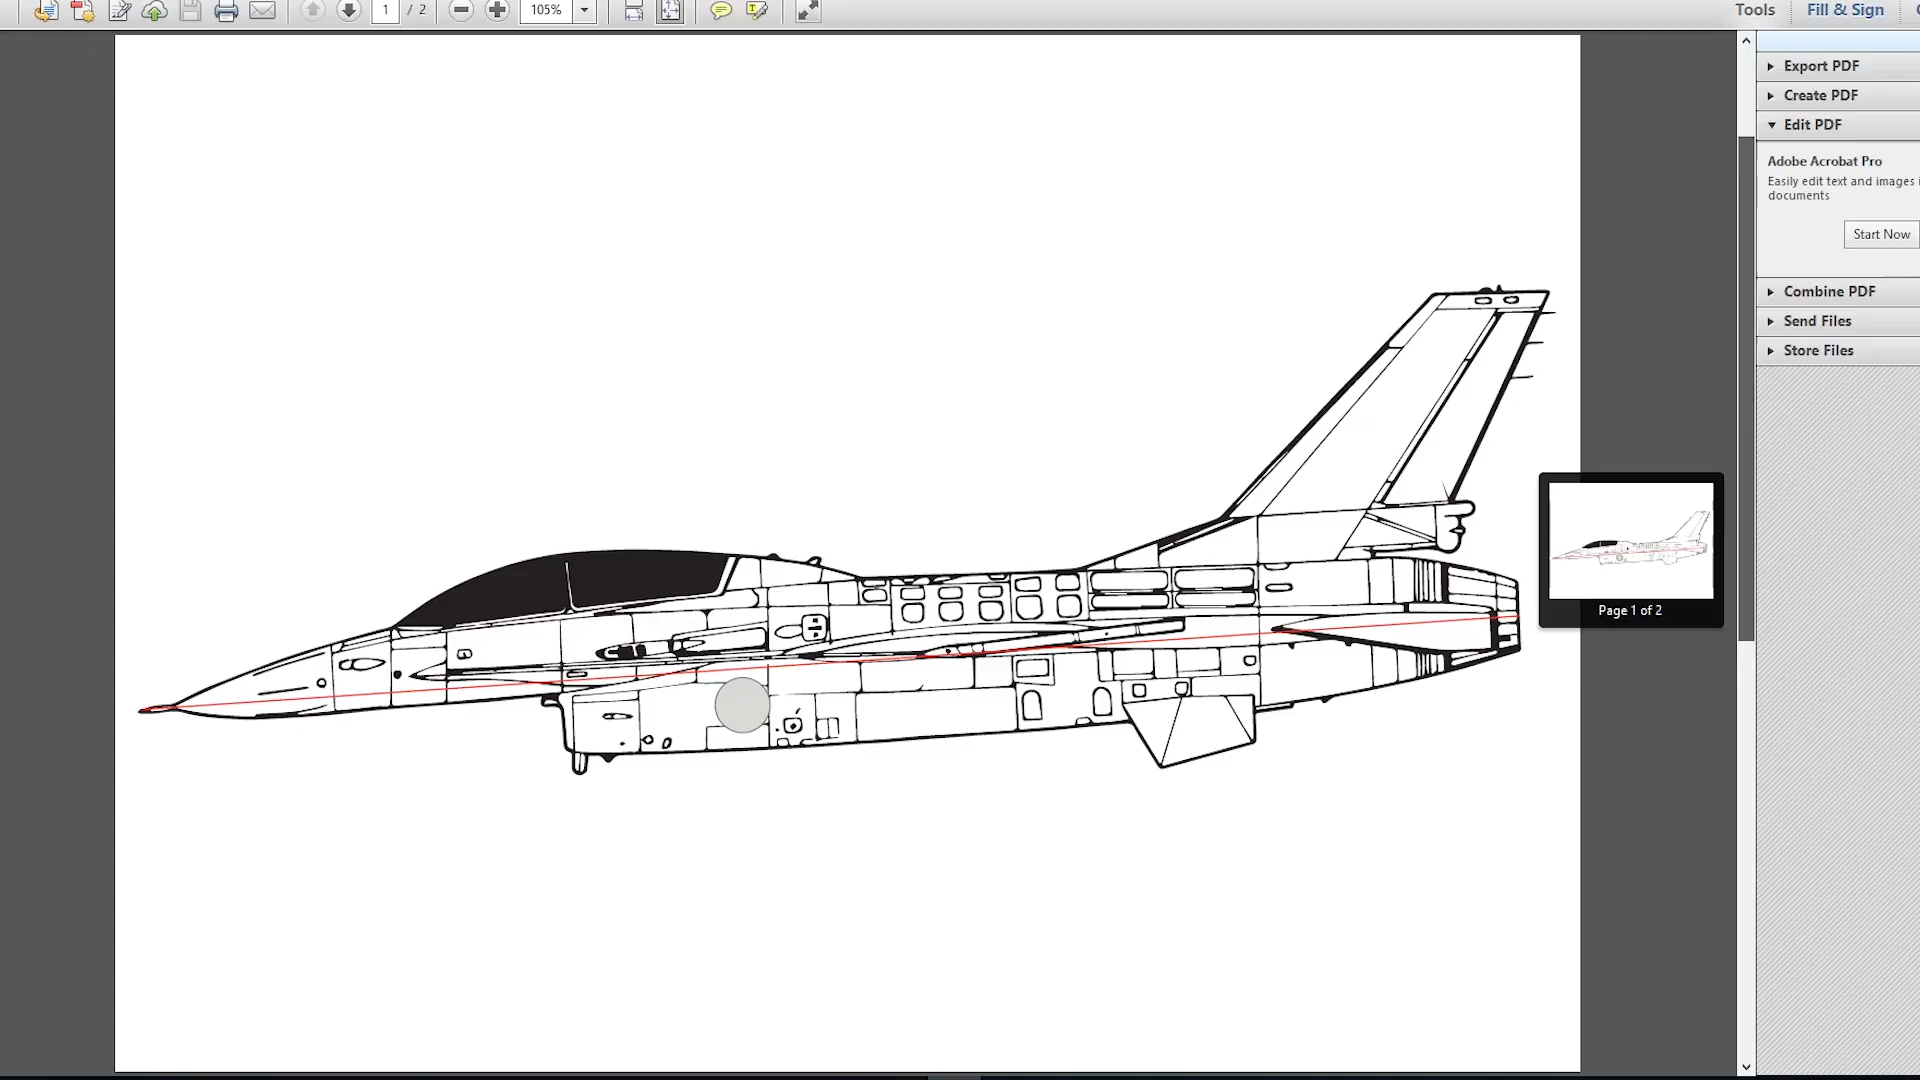 1 / 2
105%
Tools
Fill & Sign
Export PDF
Create PDF
Edit PDF
Adobe Acrobat Pro
Easily edit text and images i
documents
Start Now
Combine PDF
Send Files
Store Files
Page 1 of 2